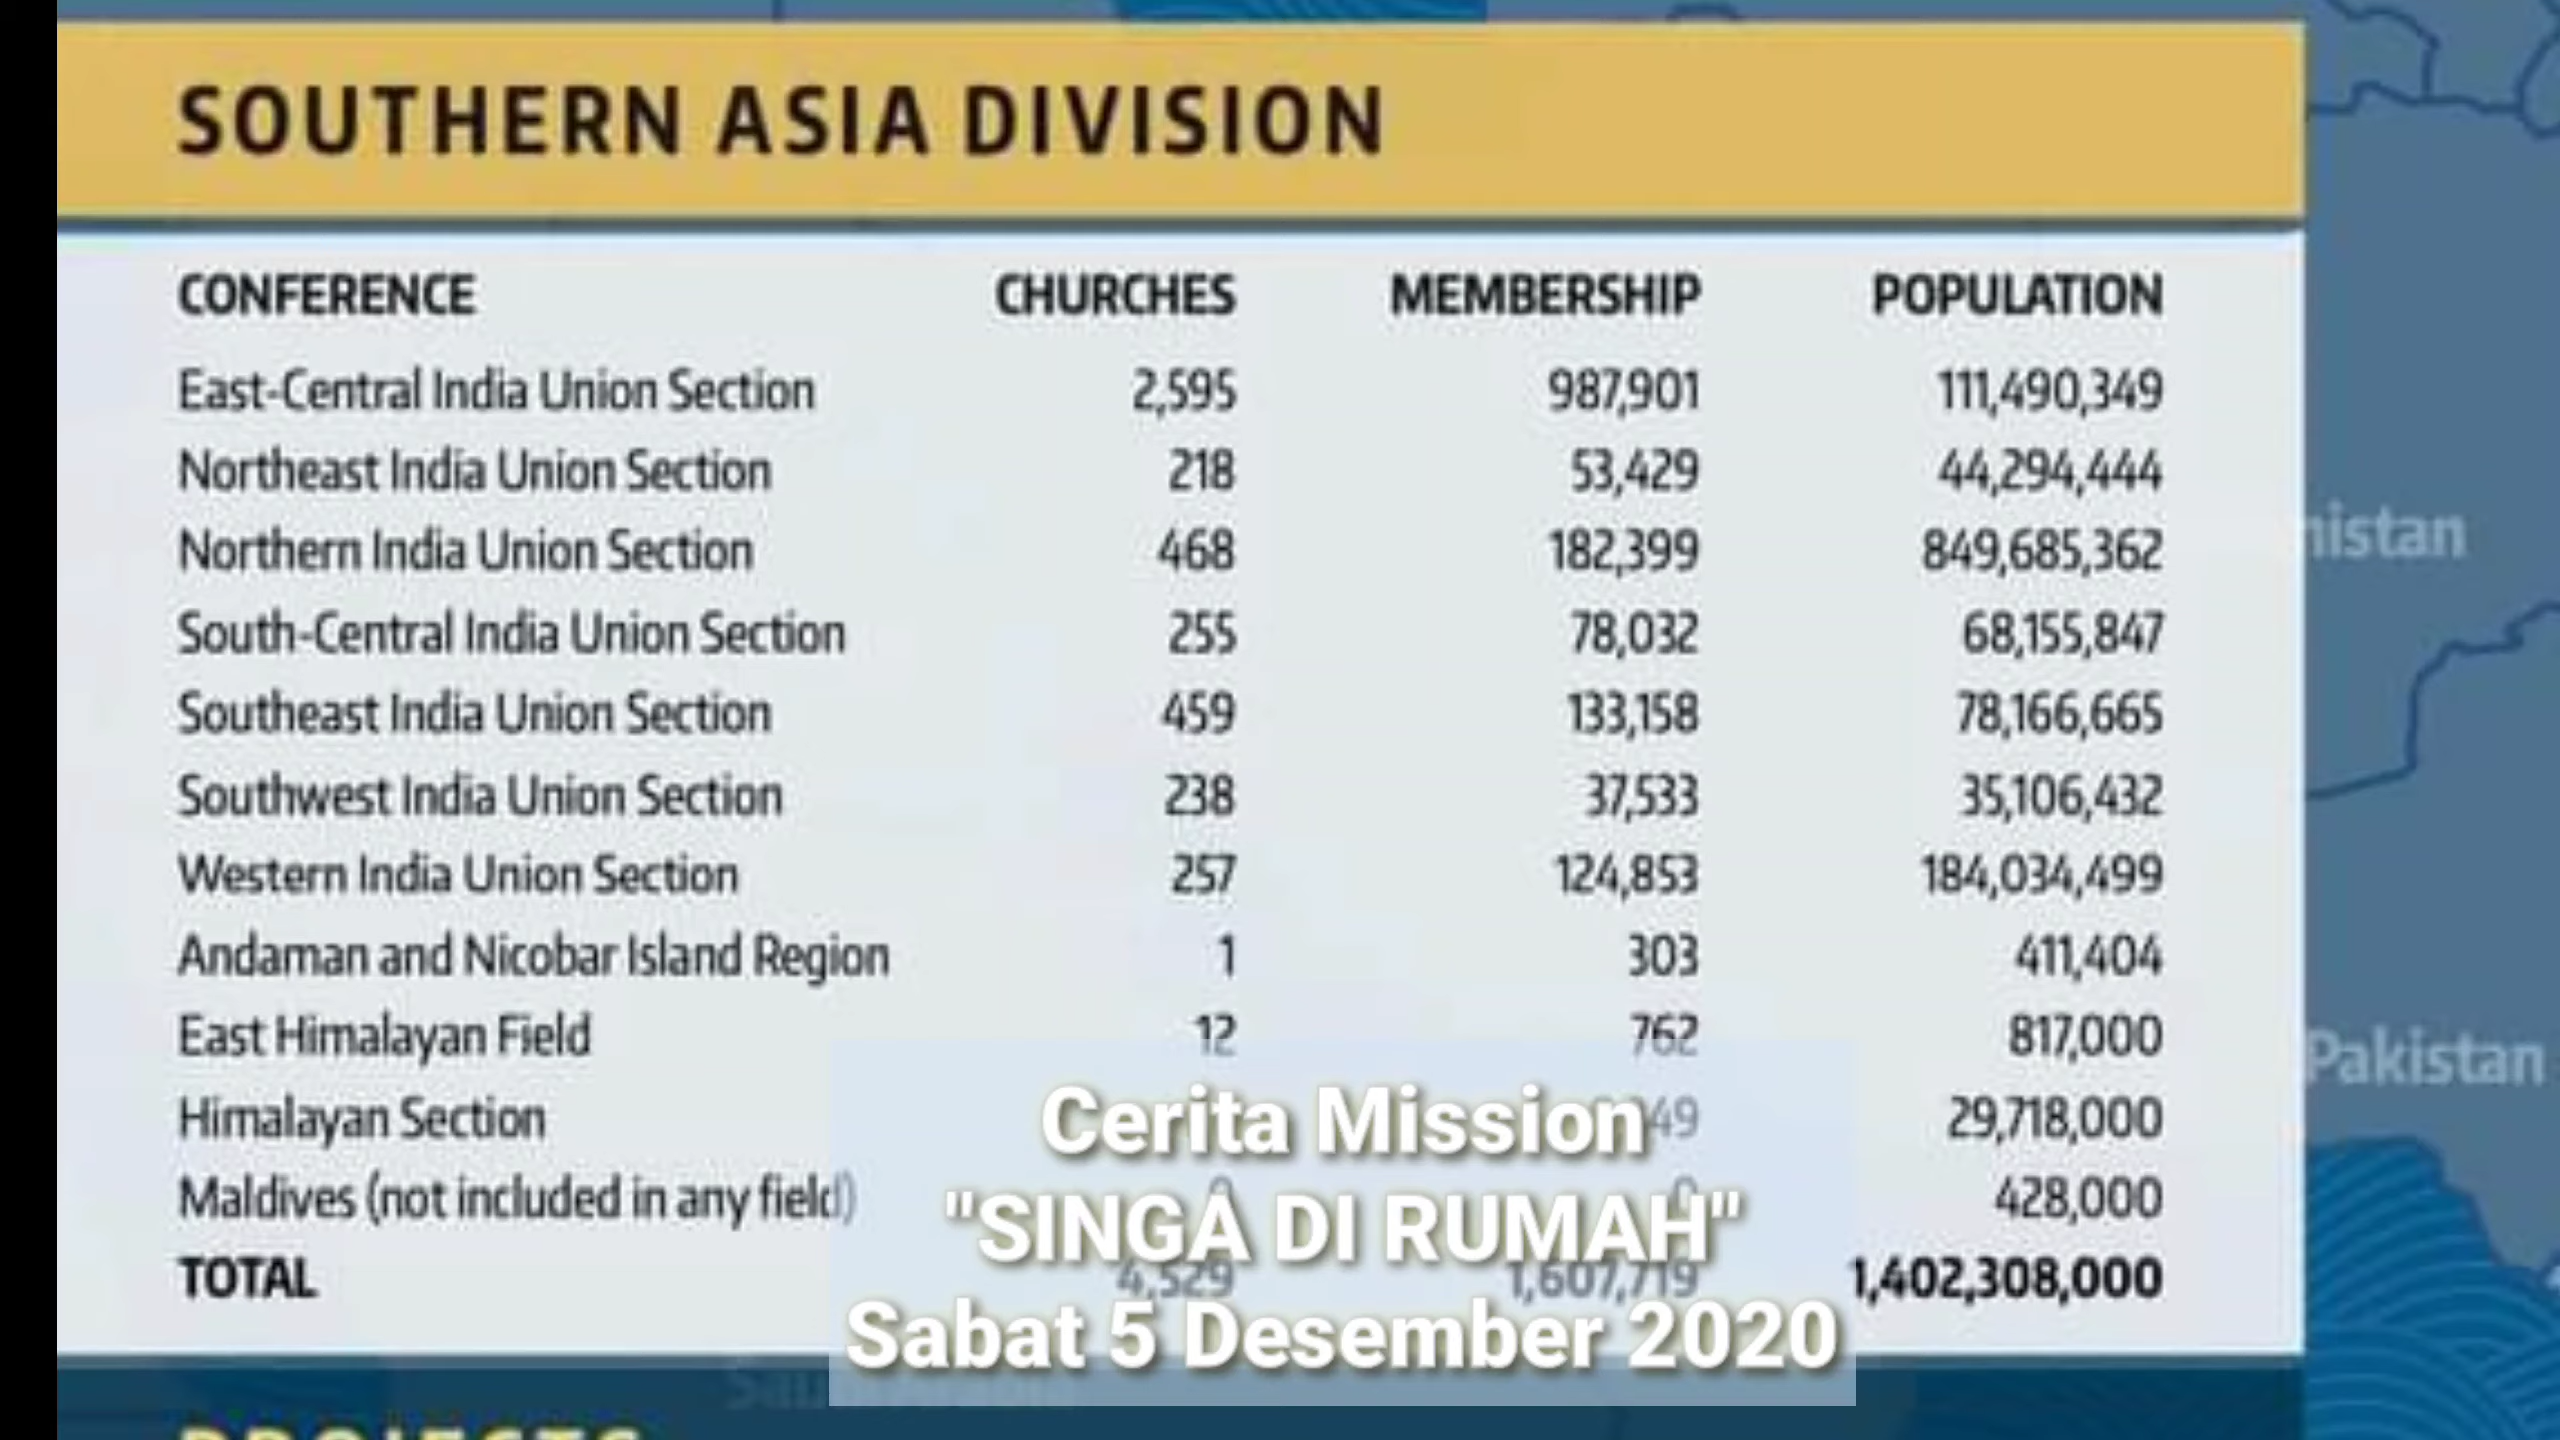 SOUTHERN ASIA DIVISION
CONFERENCE CHURCHES MEMBERSHIP POPULATION
East-Central India Union Section 2,595 987,901 111,490,349
Northeast India Union Section 218 53,429 44,294,444
Northern India Union Section 468 182,399 849,685,362
South-Central India Union Section 255 78,032 68,155,847
Southeast India Union Section 459 133,158 78,166,665
Southwest India Union Section 238 37,533 35,106,432
Western India Union Section 257 124,853 184,034,499
Andaman and Nicobar Island Region 1 303 411,404
East Himalayan Field 12 762 817,000
Himalayan Section 29,718,000
Maldives (not included in any field) 0 0 428,000
TOTAL 4,529 1,607,719 1,402,308,000
Cerita Mission
"SINGA DI RUMAH"
Sabat 5 Desember 2020
Pakistan
PROJECTS